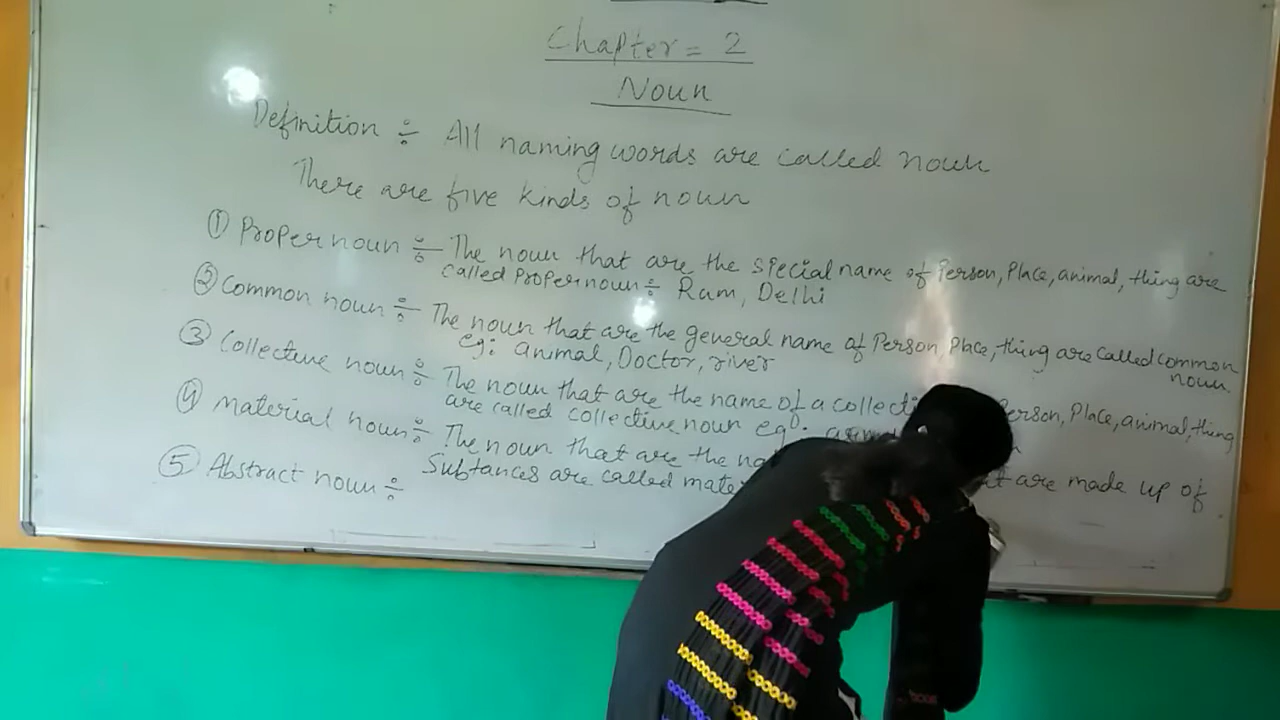 Chapter = 2
Noun
Definition ÷ All naming words are called noun
There are five kinds of noun
① Proper noun ÷ The noun that are the special name of Person, Place, animal, thing are
called Proper noun ÷ Ram, Delhi
② Common noun ÷ The noun that are the general name of Person, Place, thing are called common
noun.
eg: animal, Doctor, river
③ Collective noun ÷ The noun that are the name of a Person, Place, animal, thing
are called collective noun eg:
④ material noun ÷ The noun that are the are made up of
Subtances are called
⑤ Abstract noun ÷